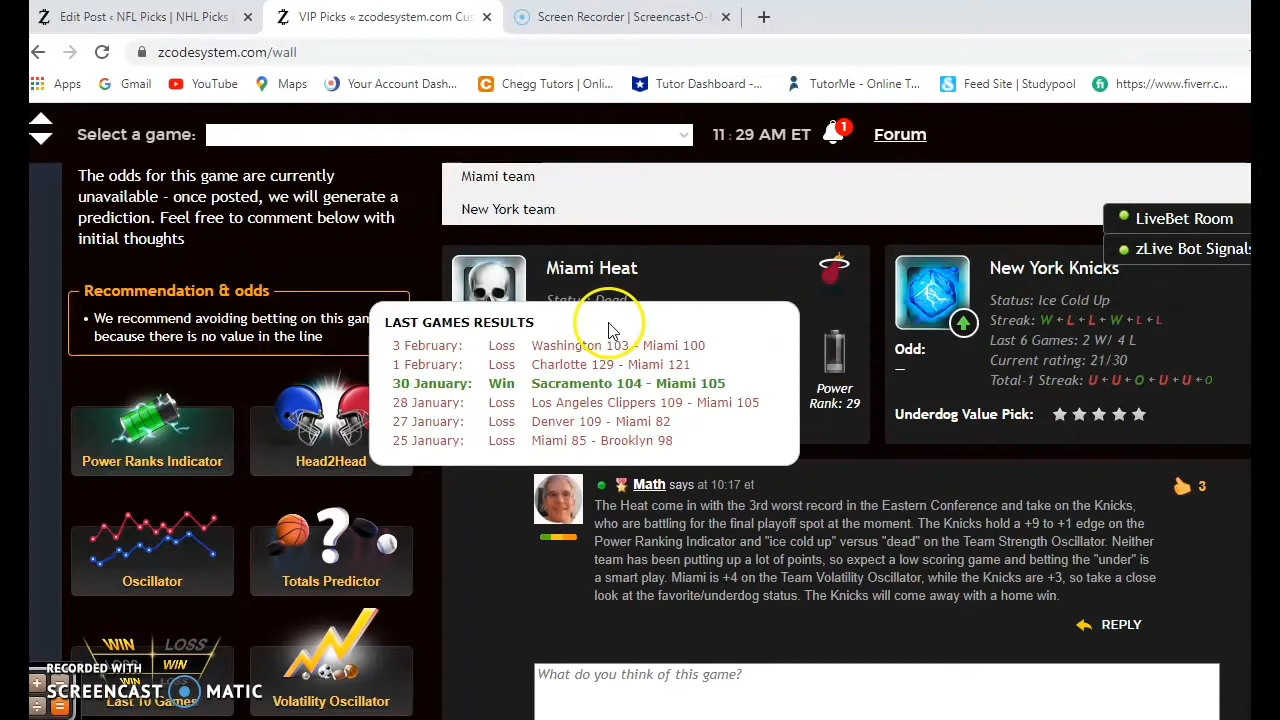 Edit Post ‹ NFL Picks | NHL Picks
VIP Picks « zcodesystem.com Cus
Screen Recorder | Screencast-O-
zcodesystem.com/wall
Apps
Gmail
YouTube
Maps
Your Account Dash...
Chegg Tutors | Onli...
Tutor Dashboard -...
TutorMe - Online T...
Feed Site | Studypool
https://www.fiverr.c...
Select a game:
11 : 29 AM ET
1
Forum
The odds for this game are currently
unavailable - once posted, we will generate a
prediction. Feel free to comment below with
initial thoughts
Recommendation & odds
• We recommend avoiding betting on this gam
because there is no value in the
line
Power Ranks Indicator
Head2Head
Oscillator
Totals Predictor
WIN LOSS
WIN
WIN
Last 10 Games
Volatility Oscillator
RECORDED WITH
SCREENCAST MATIC
Miami team
New York team
LiveBet Room
zLive Bot Signals
Miami Heat
Status: Dead
Power
Rank: 29
LAST GAMES RESULTS
3 February: Loss Washington 103 - Miami 100
1 February: Loss Charlotte 129 - Miami 121
30 January: Win Sacramento 104 - Miami 105
28 January: Loss Los Angeles Clippers 109 - Miami 105
27 January: Loss Denver 109 - Miami 82
25 January: Loss Miami 85 - Brooklyn 98
New York Knicks
Status: Ice Cold Up
Streak: W L L W L L
Last 6 Games: 2 W/ 4 L
Current rating: 21/30
Total-1 Streak: U U O U U O
Odd:
—
Underdog Value Pick:
Math says at 10:17 et
3
The Heat come in with the 3rd worst record in the Eastern Conference and take on the Knicks,
who are battling for the final playoff spot at the moment. The Knicks hold a +9 to +1 edge on the
Power Ranking Indicator and "ice cold up" versus "dead" on the Team Strength Oscillator. Neither
team has been putting up a lot of points, so expect a low scoring game and betting the "under" is
a smart play. Miami is +4 on the Team Volatility Oscillator, while the Knicks are +3, so take a close
look at the favorite/underdog status. The Knicks will come away with a home win.
REPLY
What do you think of this game?